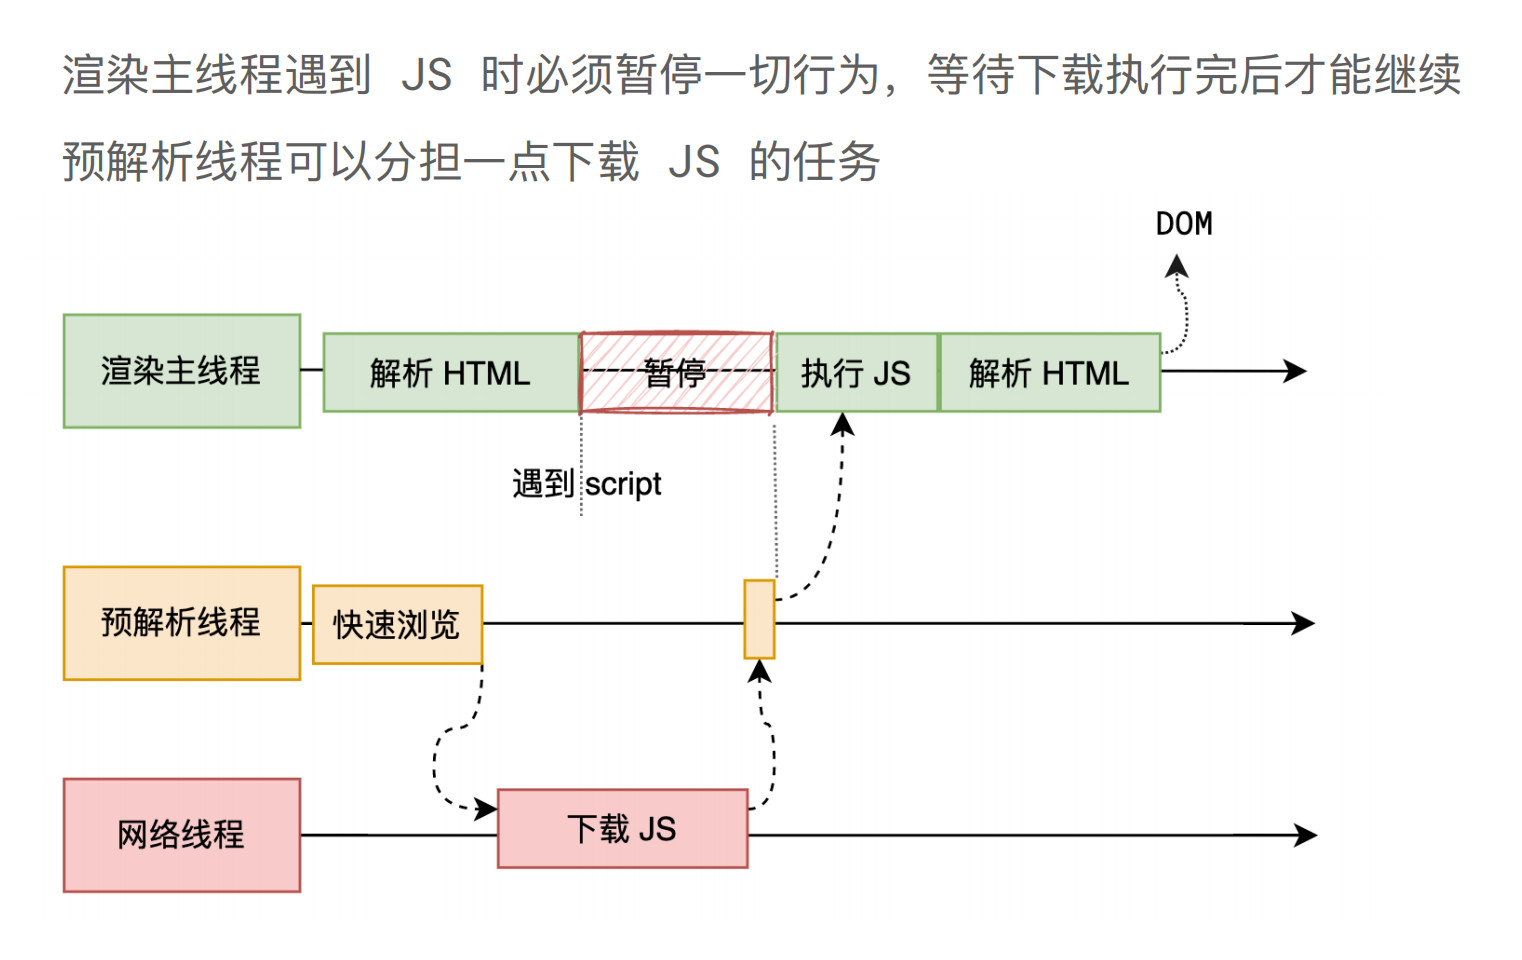 渲染主线程遇到 JS 时必须暂停一切行为，等待下载执行完后才能继续
预解析线程可以分担一点下载 JS 的任务
DOM
渲染主线程
解析 HTML
暂停
执行 JS
解析 HTML
遇到 script
预解析线程
快速浏览
网络线程
下载 JS